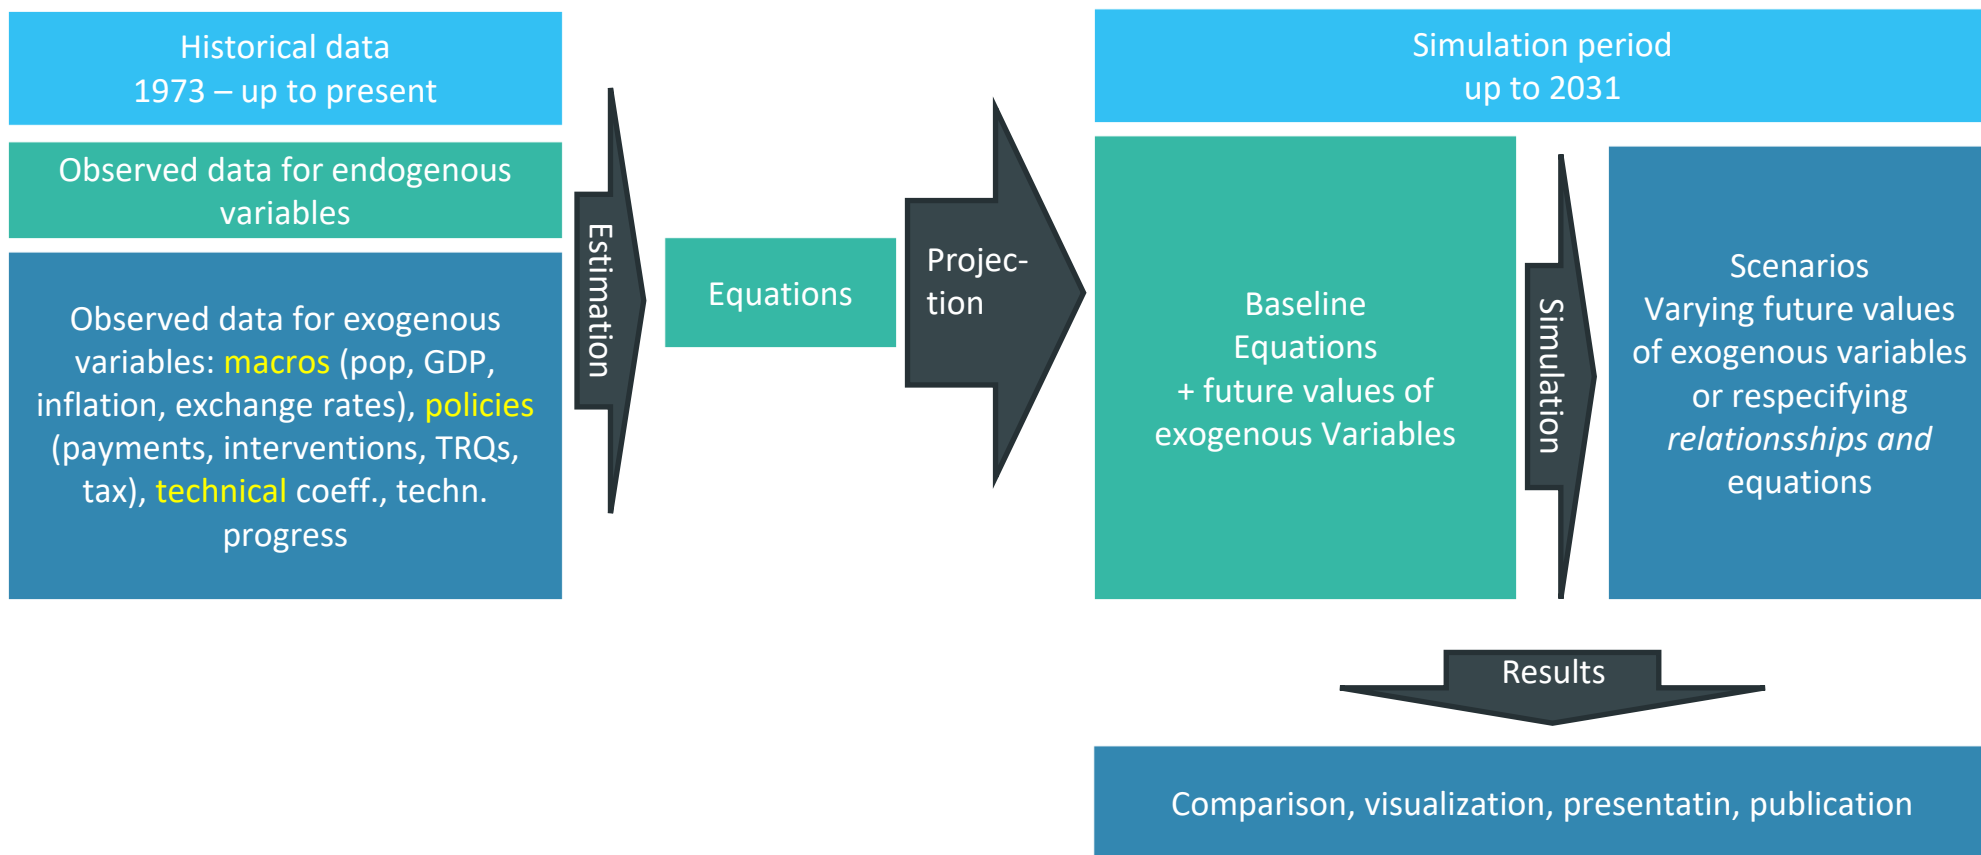 Historical data
1973 – up to present
Observed data for endogenous
variables
Observed data for exogenous
variables: macros (pop, GDP,
inflation, exchange rates), policies
(payments, interventions, TRQs,
tax), technical coeff., techn.
progress
Estimation
Equations
Projec-
tion
Simulation period
up to 2031
Baseline
Equations
+ future values of
exogenous Variables
Simulation
Scenarios
Varying future values
of exogenous variables
or respecifying
relationsships and
equations
Results
Comparison, visualization, presentatin, publication